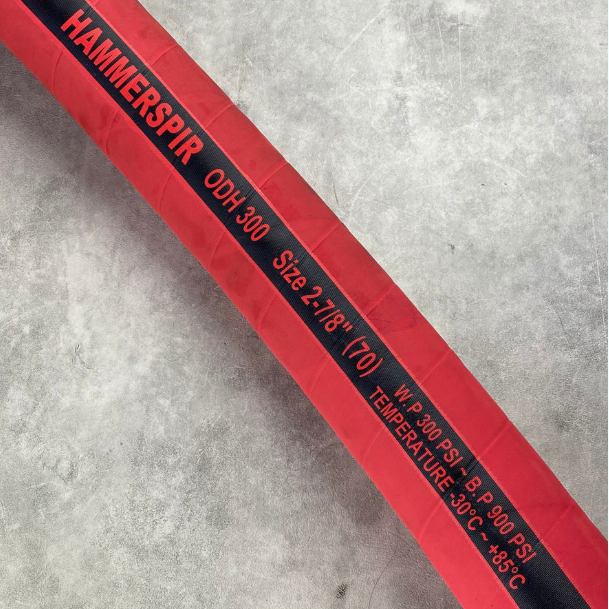 HAMMERSPIR ODH 300 Size 2-7/8" (70)
W.P 300 PSI ~ B.P 900 PSI
TEMPERATURE -30°C ~ +85°C